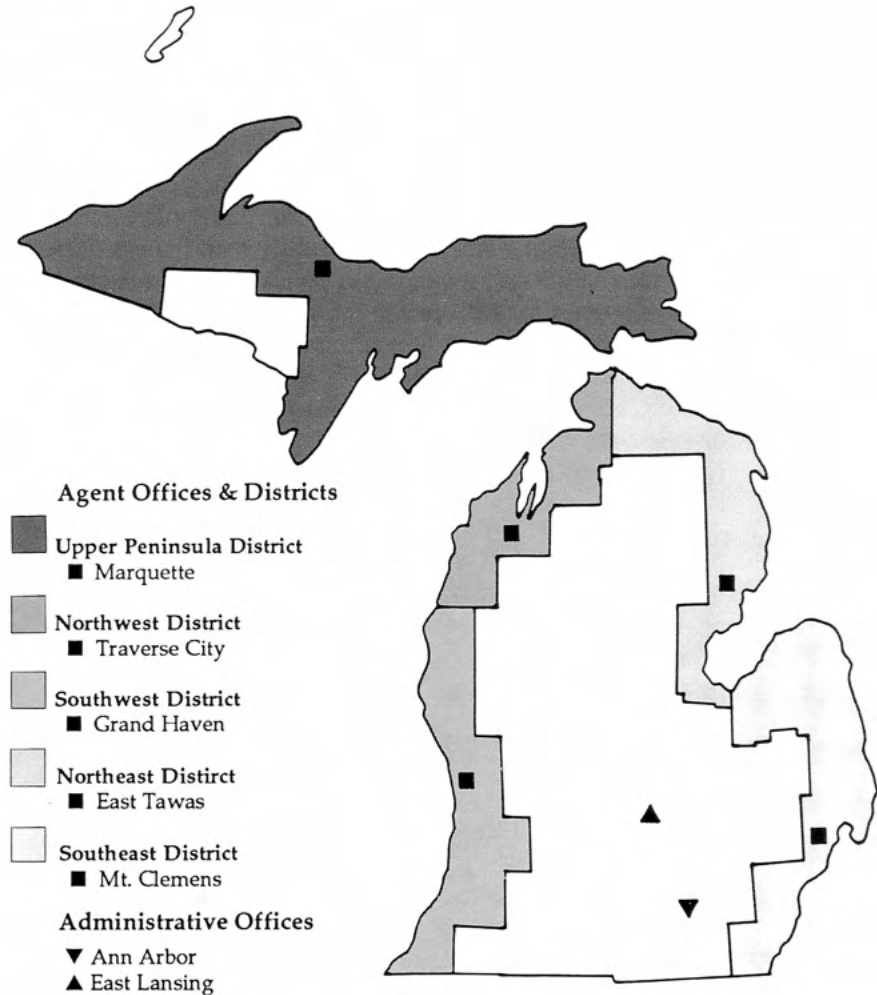 Agent Offices & Districts
Upper Peninsula District
■ Marquette
Northwest District
■ Traverse City
Southwest District
■ Grand Haven
Northeast Distirct
■ East Tawas
Southeast District
■ Mt. Clemens
Administrative Offices
▼ Ann Arbor
▲ East Lansing